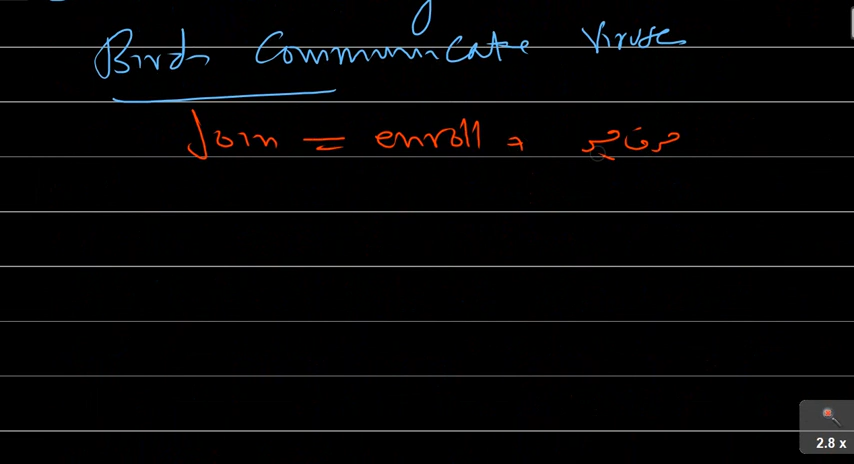 Birds Communicate Viruse
Join = enroll,
2.8 x